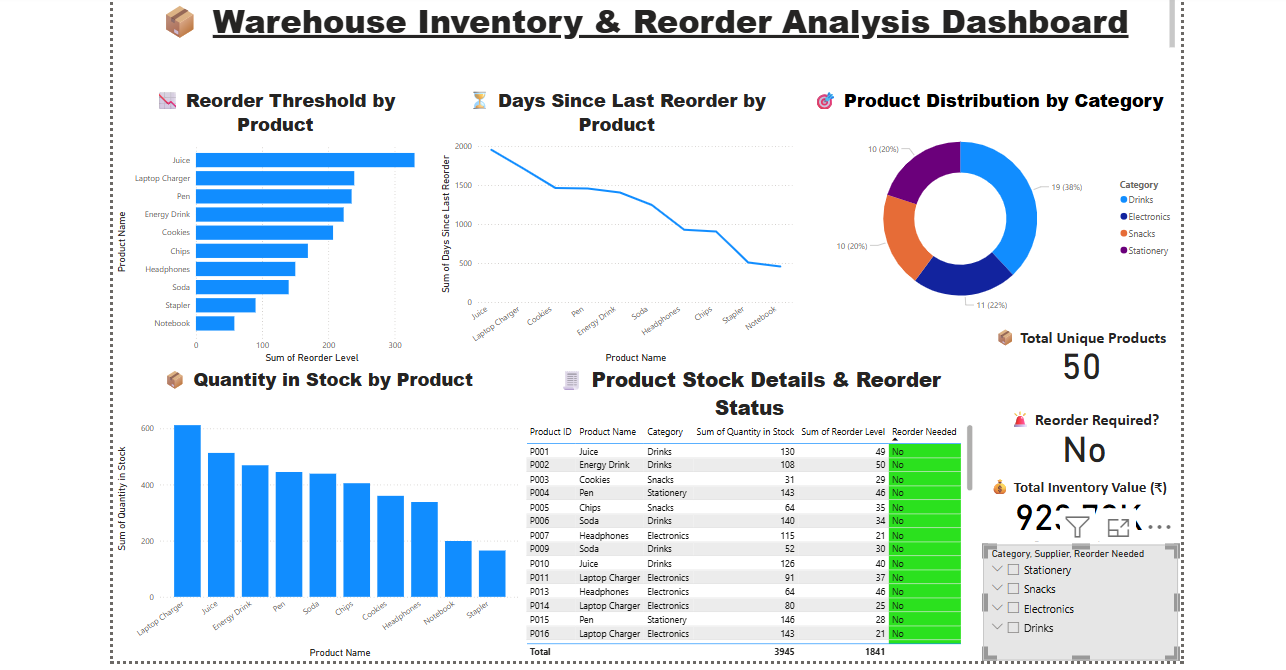 Warehouse Inventory & Reorder Analysis Dashboard
Reorder Threshold by
Product
Product Name
Juice
Laptop Charger
Pen
Energy Drink
Cookies
Chips
Headphones
Soda
Stapler
Notebook
0 100 200 300
Sum of Reorder Level
Days Since Last Reorder by
Product
Sum of Days Since Last Reorder
2000
1500
1000
500
0
Juice Laptop Charger Cookies Pen Energy Drink Soda Headphones Chips Stapler Notebook
Product Name
Product Distribution by Category
10 (20%)
19 (38%)
10 (20%)
11 (22%)
Category
Drinks
Electronics
Snacks
Stationery
Total Unique Products
50
Reorder Required?
No
Total Inventory Value (₹)
Quantity in Stock by Product
Sum of Quantity in Stock
600
400
200
0
Laptop Charger Juice Energy Drink Pen Soda Chips Cookies Headphones Notebook Stapler
Product Name
Product Stock Details & Reorder
Status
Product ID Product Name Category Sum of Quantity in Stock Sum of Reorder Level Reorder Needed
P001 Juice Drinks 130 49 No
P002 Energy Drink Drinks 108 50 No
P003 Cookies Snacks 31 29 No
P004 Pen Stationery 143 46 No
P005 Chips Snacks 64 35 No
P006 Soda Drinks 140 34 No
P007 Headphones Electronics 115 21 No
P009 Soda Drinks 52 30 No
P010 Juice Drinks 126 40 No
P011 Laptop Charger Electronics 91 37 No
P013 Headphones Electronics 64 46 No
P014 Laptop Charger Electronics 80 25 No
P015 Pen Stationery 146 28 No
P016 Laptop Charger Electronics 143 21 No
Total 3945 1841
Category, Supplier, Reorder Needed
Stationery
Snacks
Electronics
Drinks